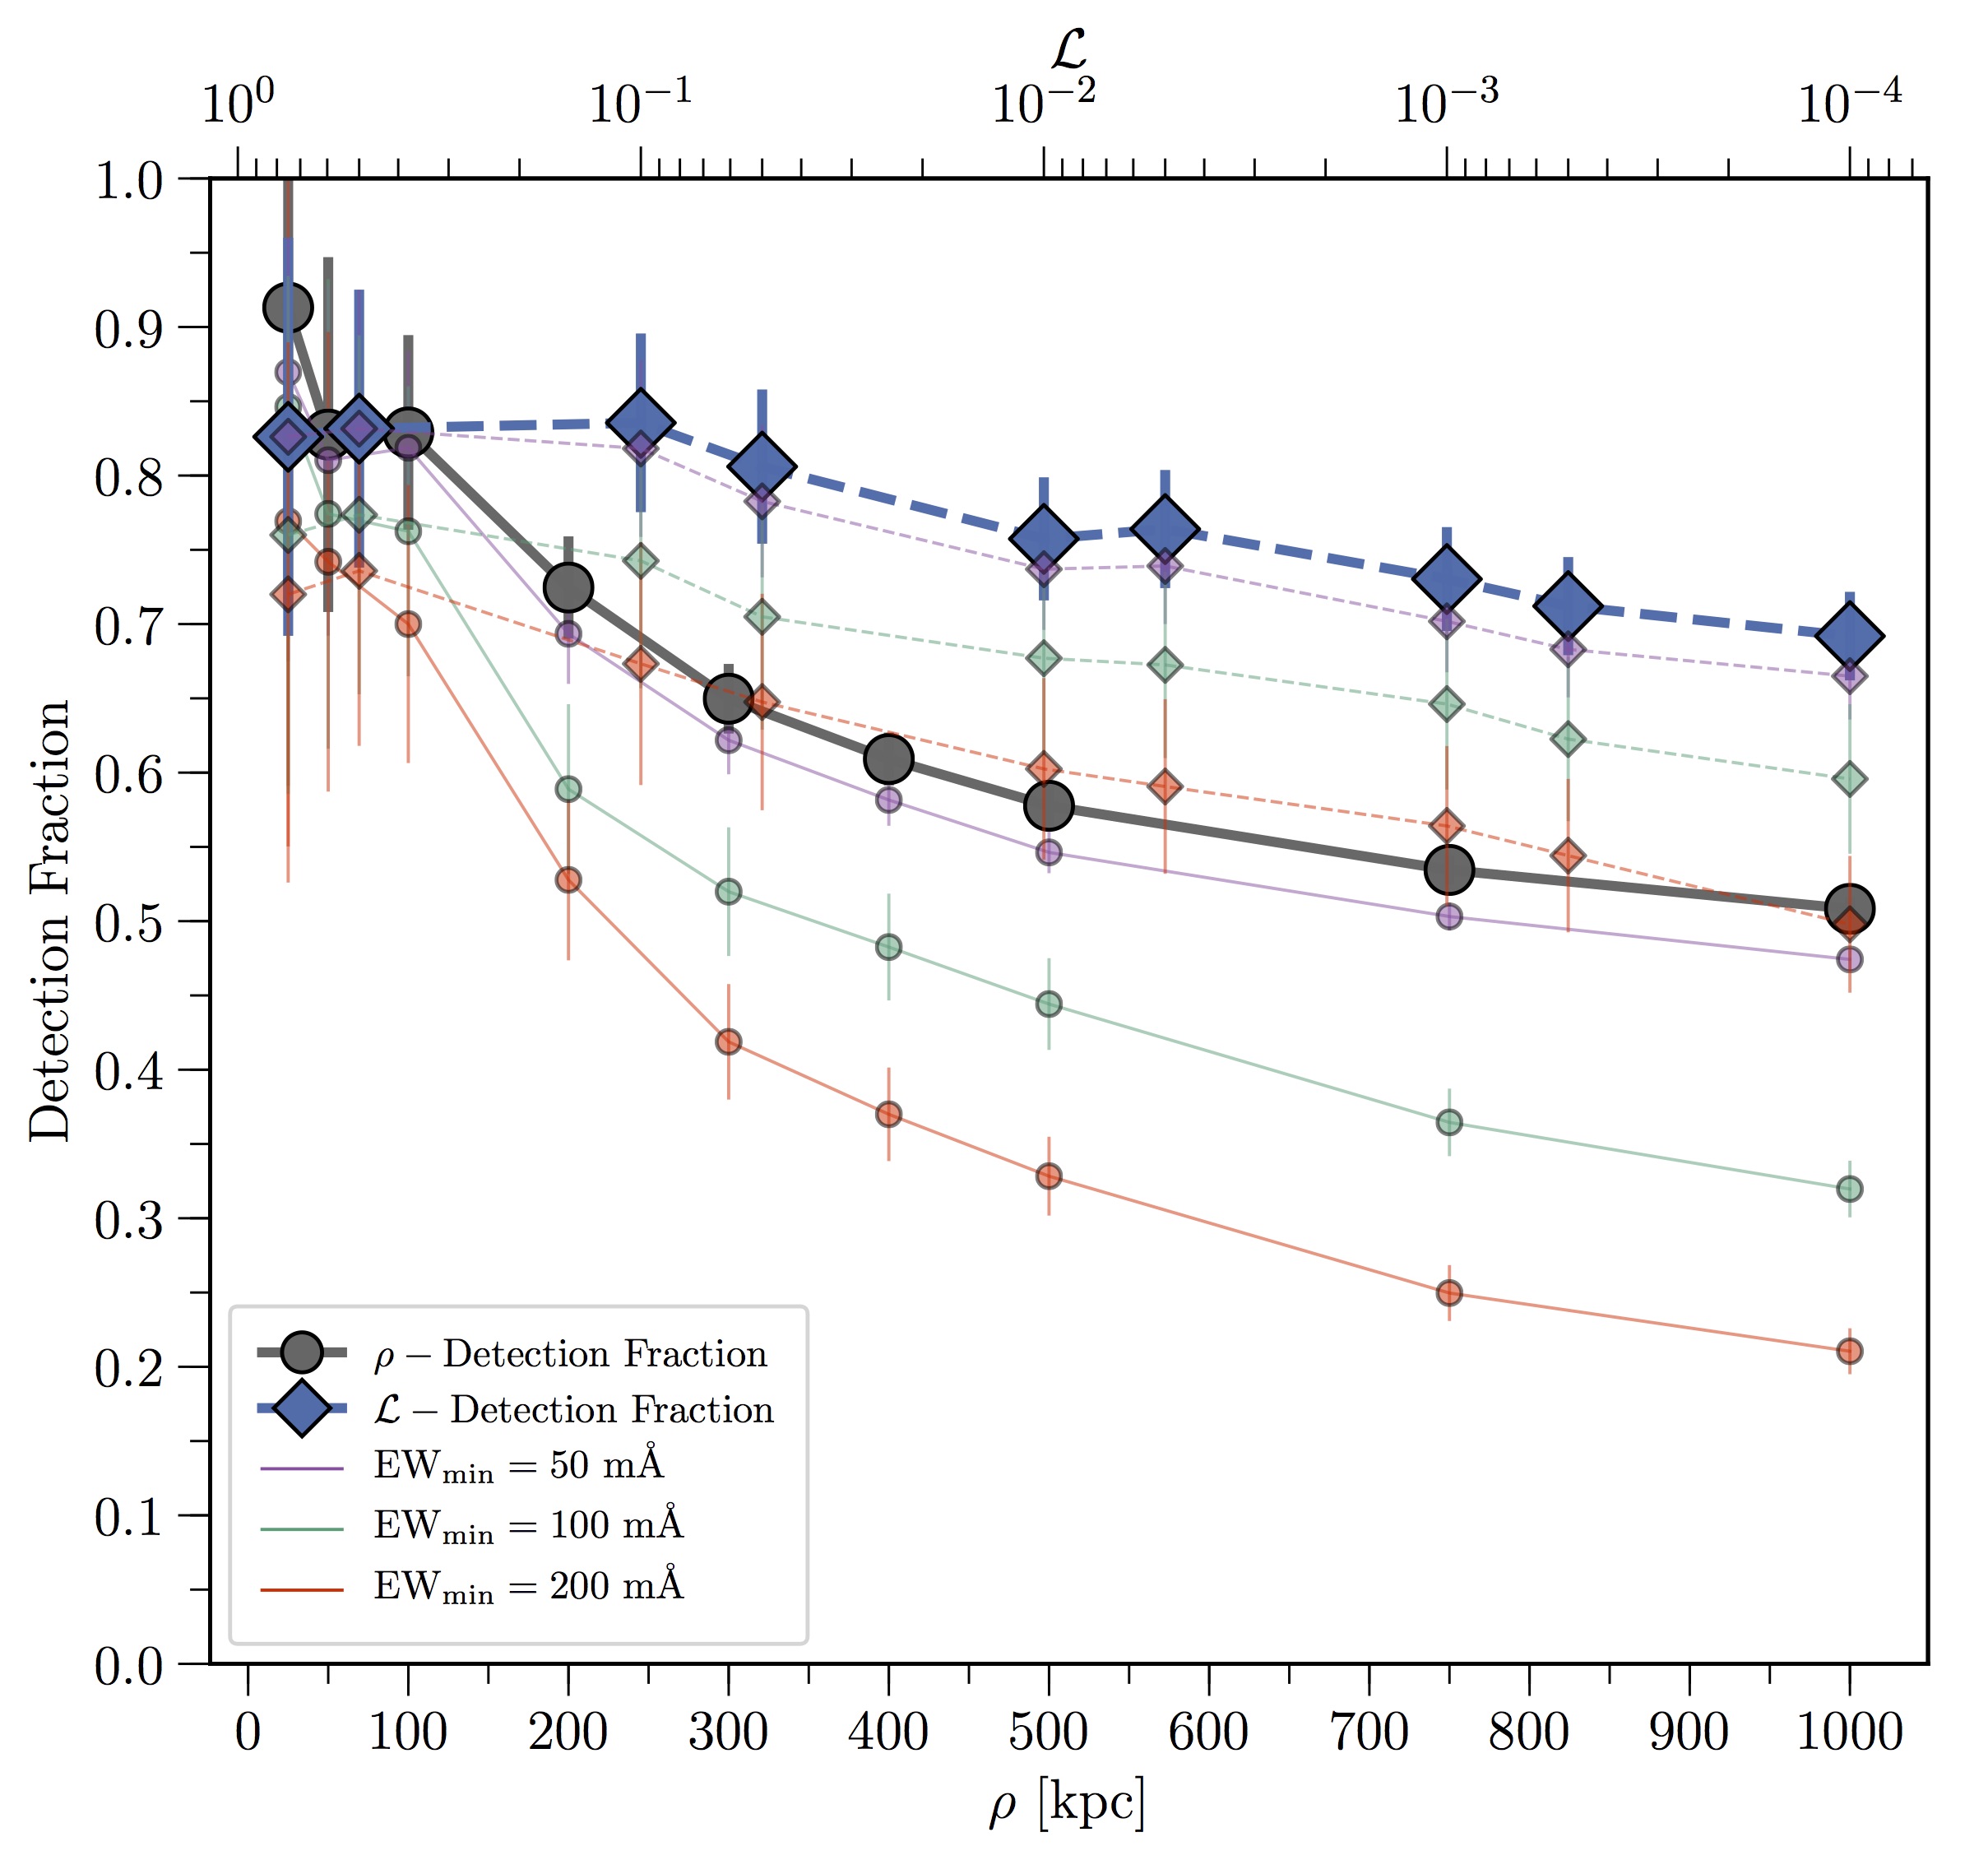 ℒ
10⁰ 10⁻¹ 10⁻² 10⁻³ 10⁻⁴
1.0
0.9
0.8
0.7
0.6
0.5
0.4
0.3
0.2
0.1
0.0
Detection Fraction
ρ − Detection Fraction
ℒ − Detection Fraction
EW_min = 50 mÅ
EW_min = 100 mÅ
EW_min = 200 mÅ
0 100 200 300 400 500 600 700 800 900 1000
ρ [kpc]